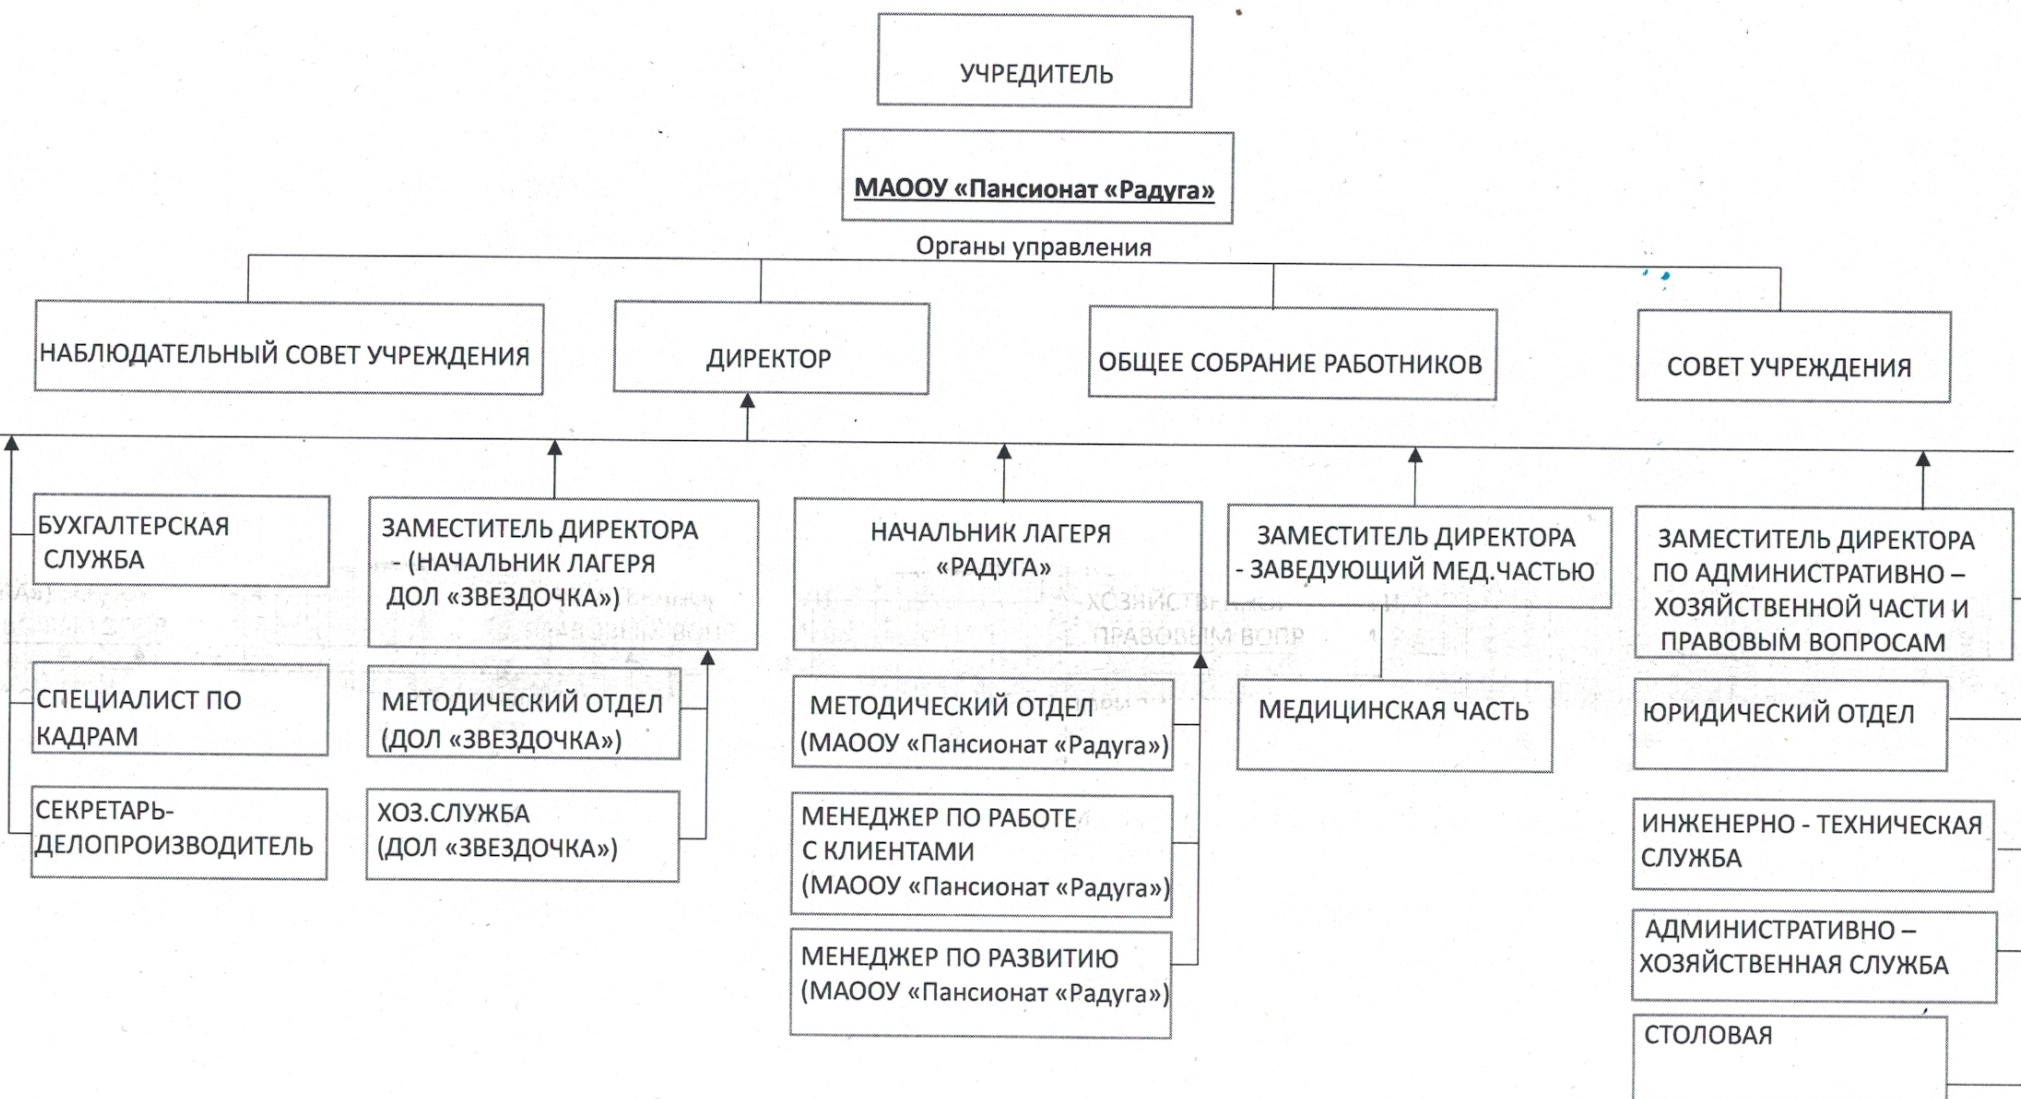 УЧРЕДИТЕЛЬ
МАООУ «Пансионат «Радуга»
Органы управления
НАБЛЮДАТЕЛЬНЫЙ СОВЕТ УЧРЕЖДЕНИЯ
ДИРЕКТОР
ОБЩЕЕ СОБРАНИЕ РАБОТНИКОВ
СОВЕТ УЧРЕЖДЕНИЯ
БУХГАЛТЕРСКАЯ
СЛУЖБА
СПЕЦИАЛИСТ ПО
КАДРАМ
СЕКРЕТАРЬ-
ДЕЛОПРОИЗВОДИТЕЛЬ
ЗАМЕСТИТЕЛЬ ДИРЕКТОРА
- (НАЧАЛЬНИК ЛАГЕРЯ
ДОЛ «ЗВЕЗДОЧКА»)
МЕТОДИЧЕСКИЙ ОТДЕЛ
(ДОЛ «ЗВЕЗДОЧКА»)
ХОЗ.СЛУЖБА
(ДОЛ «ЗВЕЗДОЧКА»)
НАЧАЛЬНИК ЛАГЕРЯ
«РАДУГА»
МЕТОДИЧЕСКИЙ ОТДЕЛ
(МАООУ «Пансионат «Радуга»)
МЕНЕДЖЕР ПО РАБОТЕ
С КЛИЕНТАМИ
(МАООУ «Пансионат «Радуга»)
МЕНЕДЖЕР ПО РАЗВИТИЮ
(МАООУ «Пансионат «Радуга»)
ЗАМЕСТИТЕЛЬ ДИРЕКТОРА
- ЗАВЕДУЮЩИЙ МЕД.ЧАСТЬЮ
МЕДИЦИНСКАЯ ЧАСТЬ
ЗАМЕСТИТЕЛЬ ДИРЕКТОРА
ПО АДМИНИСТРАТИВНО –
ХОЗЯЙСТВЕННОЙ ЧАСТИ И
ПРАВОВЫМ ВОПРОСАМ
ЮРИДИЧЕСКИЙ ОТДЕЛ
ИНЖЕНЕРНО - ТЕХНИЧЕСКАЯ
СЛУЖБА
АДМИНИСТРАТИВНО –
ХОЗЯЙСТВЕННАЯ СЛУЖБА
СТОЛОВАЯ